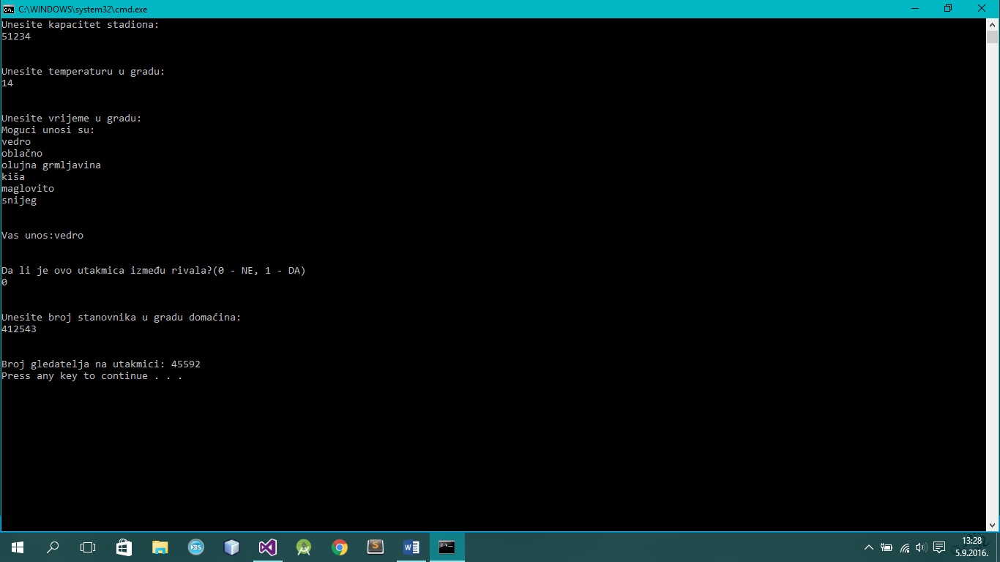 C:\WINDOWS\system32\cmd.exe
Unesite kapacitet stadiona:
51234
Unesite temperaturu u gradu:
14
Unesite vrijeme u gradu:
Moguci unosi su:
vedro
oblačno
olujna grmljavina
kiša
maglovito
snijeg
Vas unos:vedro
Da li je ovo utakmica između rivala?(0 - NE, 1 - DA)
0
Unesite broj stanovnika u gradu domaćina:
412543
Broj gledatelja na utakmici: 45592
Press any key to continue . . .
13:28
5.9.2016.